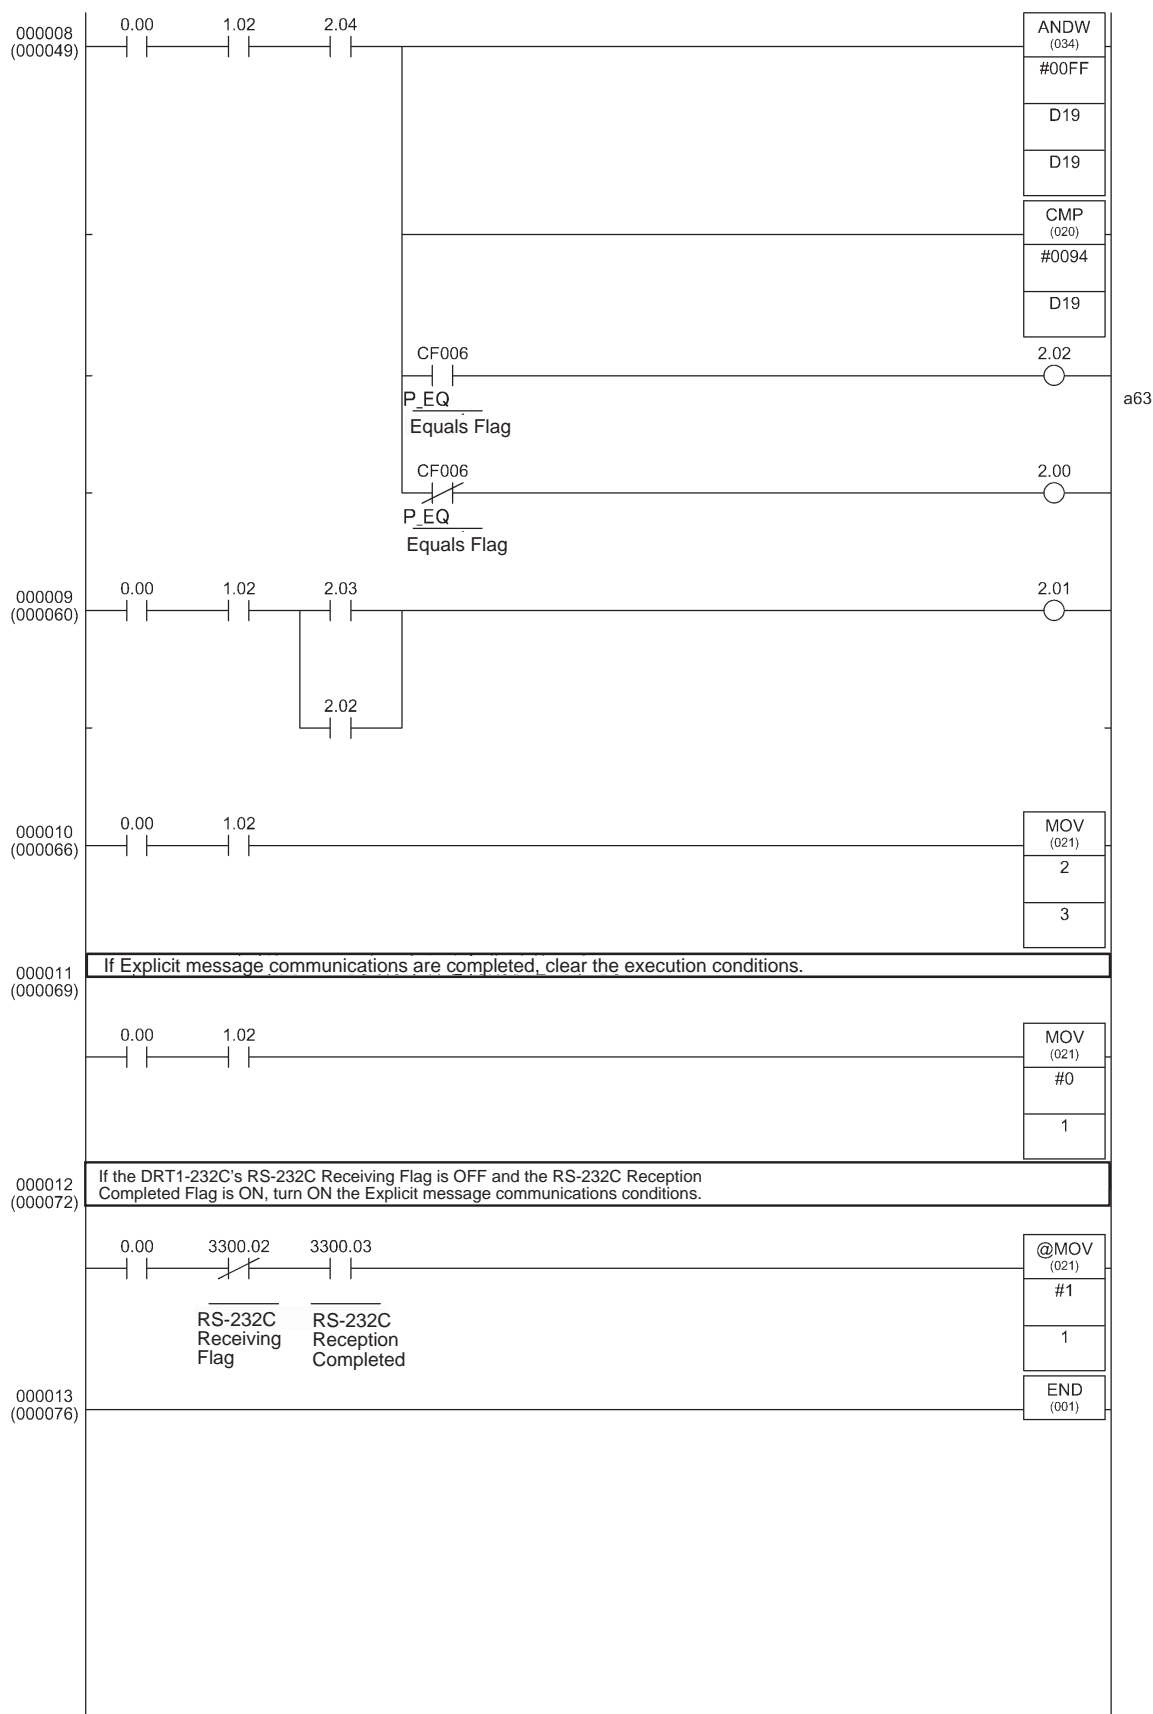 000008
(000049)
0.00 1.02 2.04
ANDW
(034)
#00FF
D19
D19
CMP
(020)
#0094
D19
CF006 2.02
P_EQ
Equals Flag
a63
CF006 2.00
P_EQ
Equals Flag
000009
(000060)
0.00 1.02 2.03 2.01
2.02
000010
(000066)
0.00 1.02
MOV
(021)
2
3
000011
(000069)
If Explicit message communications are completed, clear the execution conditions.
0.00 1.02
MOV
(021)
#0
1
000012
(000072)
If the DRT1-232C's RS-232C Receiving Flag is OFF and the RS-232C Reception
Completed Flag is ON, turn ON the Explicit message communications conditions.
0.00 3300.02 3300.03
@MOV
(021)
#1
1
RS-232C
Receiving
Flag
RS-232C
Reception
Completed
000013
(000076)
END
(001)